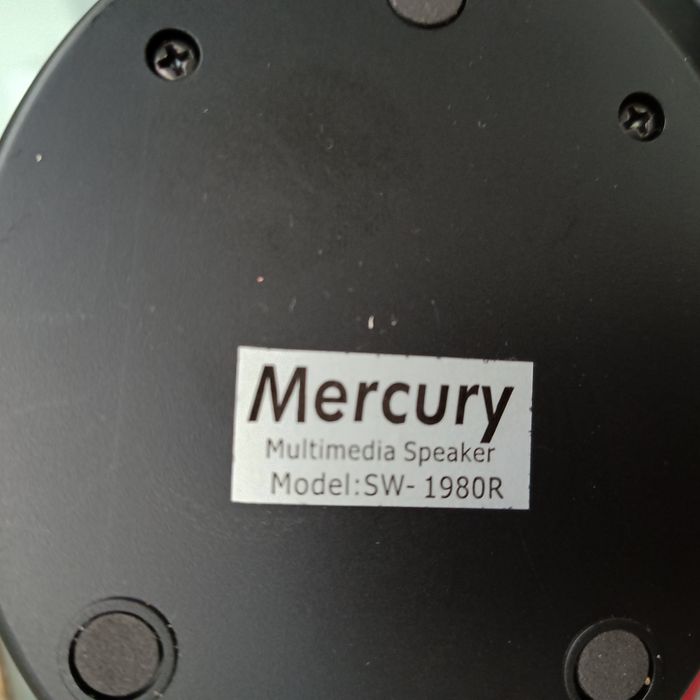 Mercury
Multimedia Speaker
Model:SW- 1980R